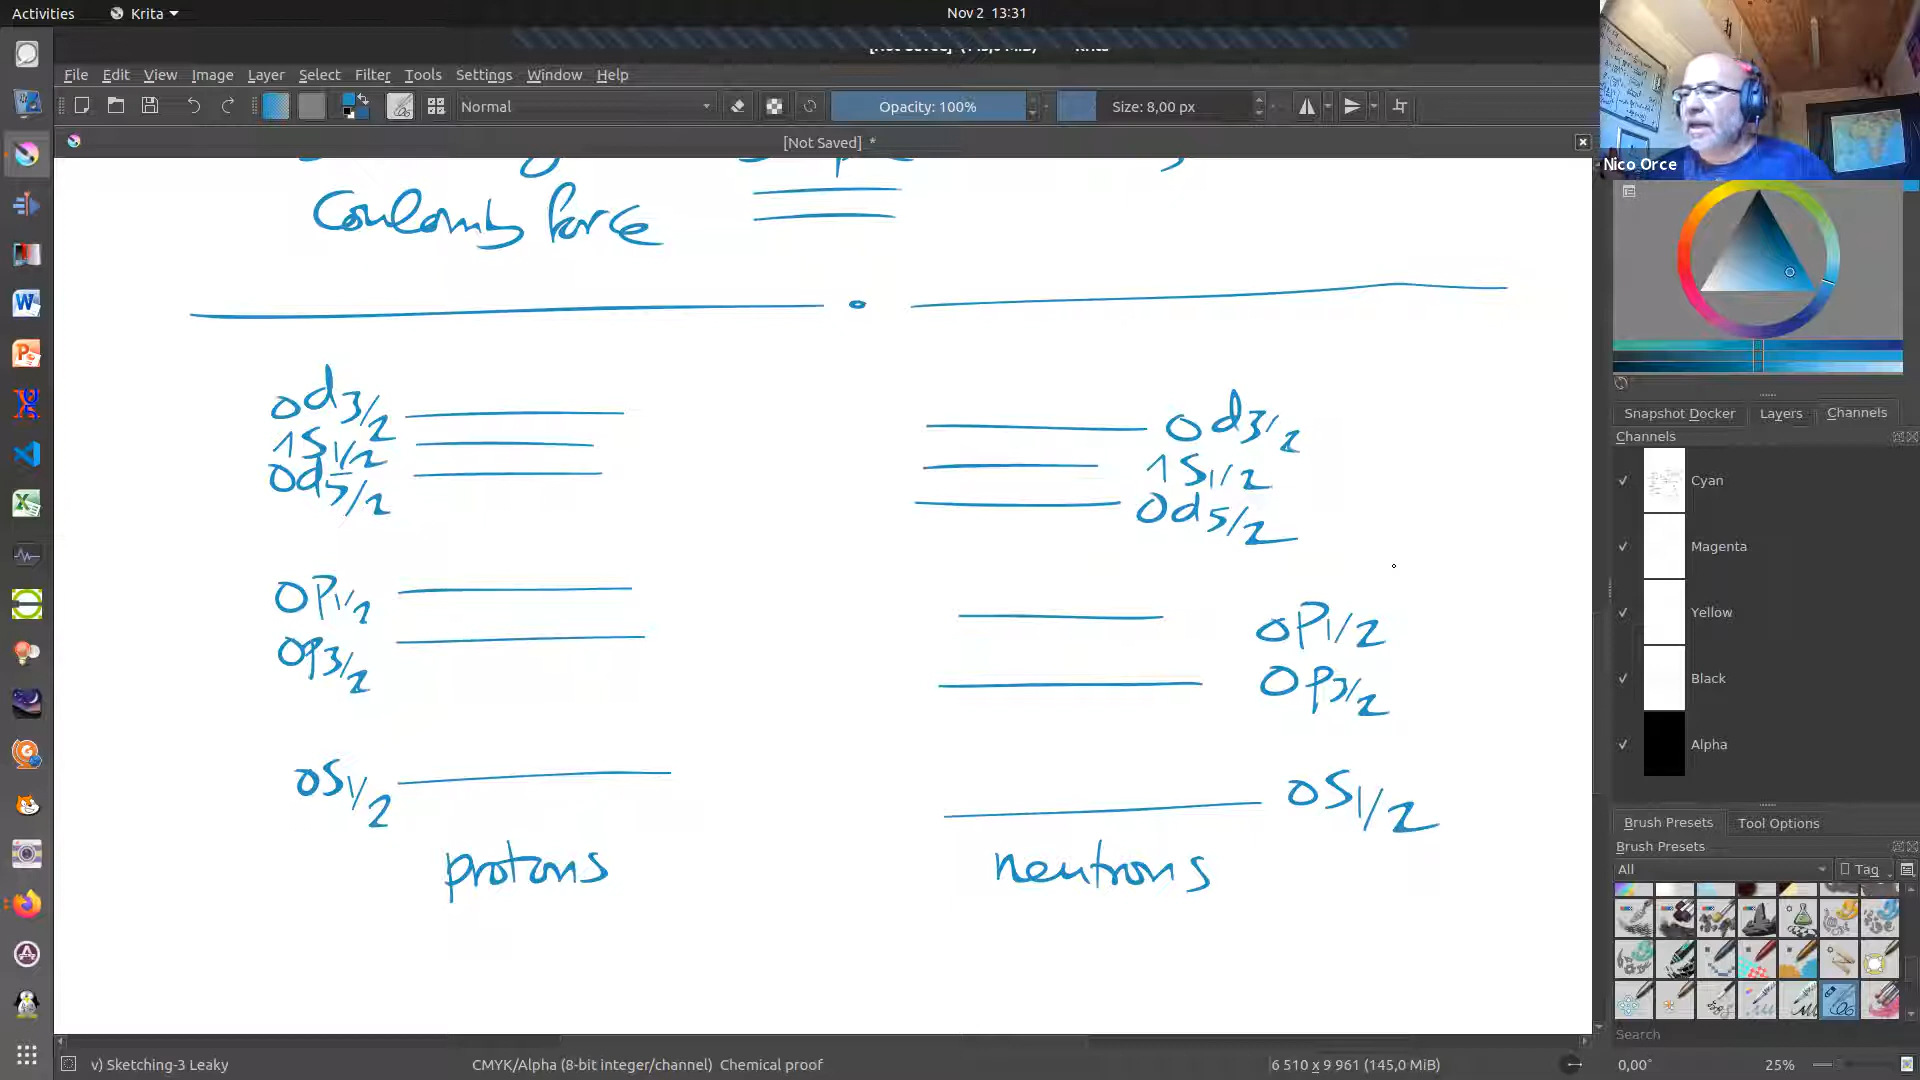 Activities
Krita
Nov 2 13:31
File Edit View Image Layer Select Filter Tools Settings Window Help
Normal
Opacity: 100%
Size: 8,00 px
[Not Saved] *
Nico Orce
Coulomb force
0d3/2
1s1/2
0d5/2
0p1/2
0p3/2
0s1/2
protons
0d3/2
1s1/2
0d5/2
0p1/2
0p3/2
0s1/2
neutrons
Snapshot Docker
Layers
Channels
Channels
Cyan
Magenta
Yellow
Black
Alpha
Brush Presets
Tool Options
Brush Presets
All
Tag
Search
v) Sketching-3 Leaky
CMYK/Alpha (8-bit integer/channel) Chemical proof
6 510 x 9 961 (145,0 MiB)
0,00°
25%